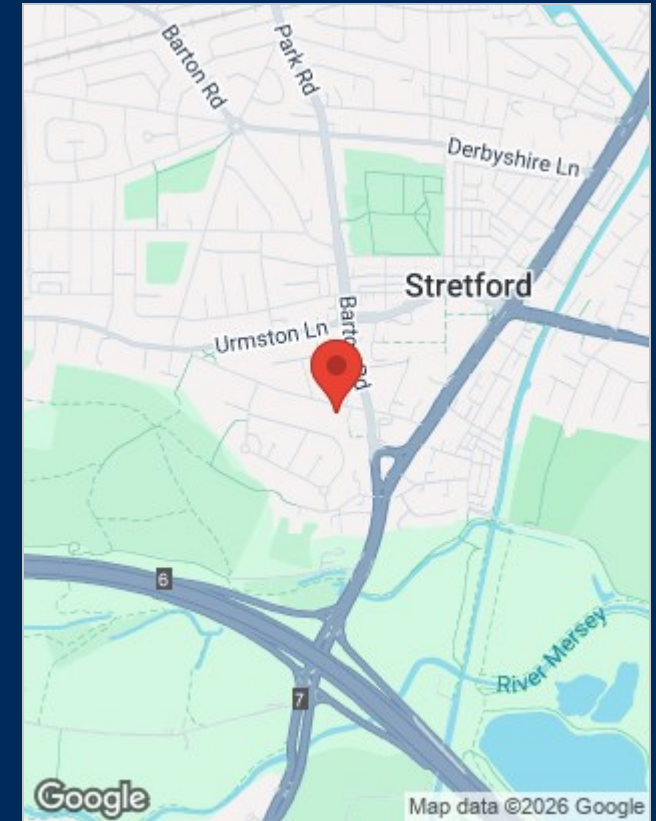 Barton Rd
Park Rd
Derbyshire Ln
Stretford
Barton Rd
Urmston Ln
6
River Mersey
7
Google
Map data ©2026 Google